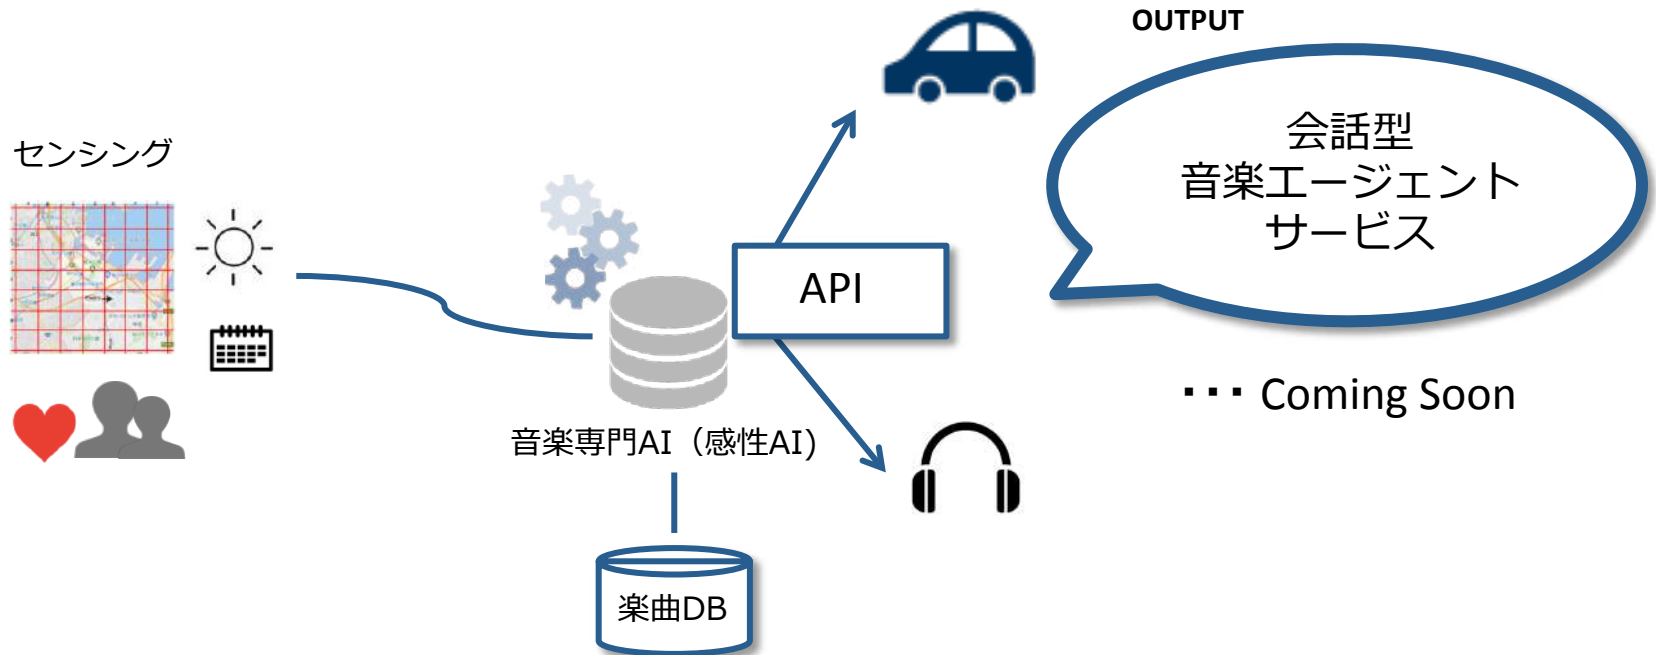 OUTPUT
会話型
音楽エージェント
サービス
センシング
API
・・・ Coming Soon
音楽専門AI（感性AI)
楽曲DB